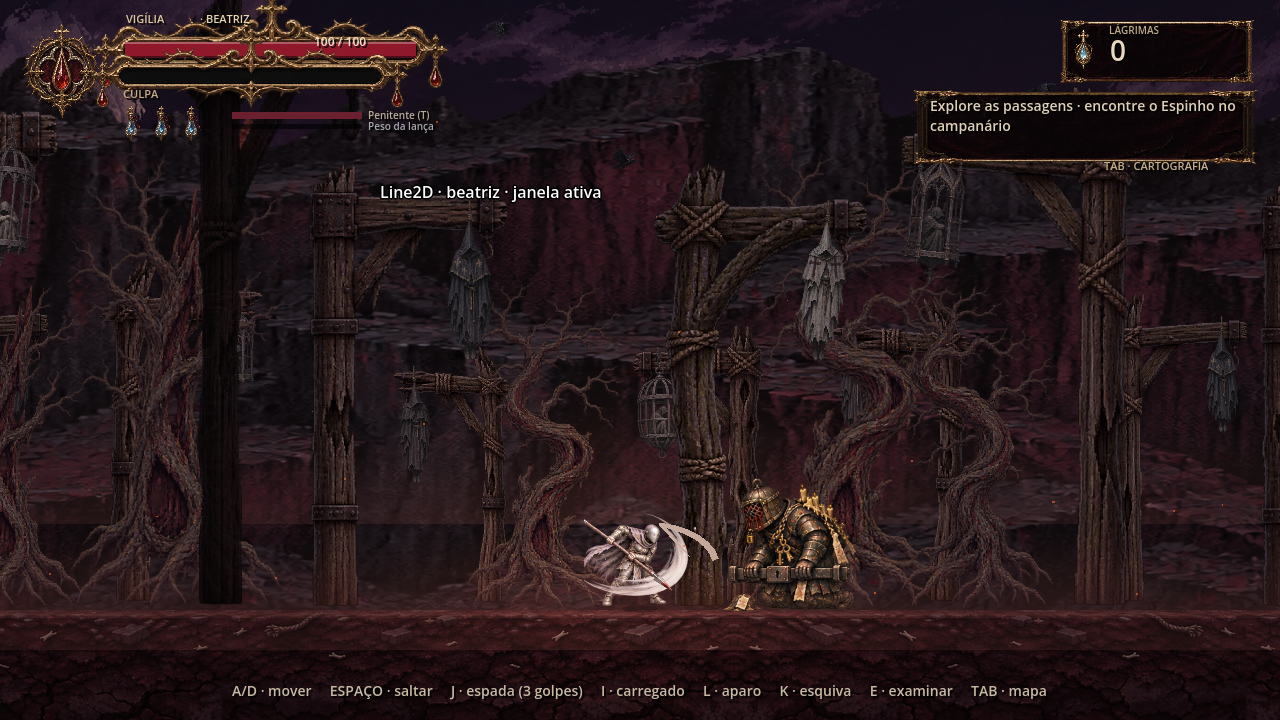 VIGÍLIA · BEATRIZ
100 / 100
CULPA
Penitente (T)
Peso da lança
LÁGRIMAS
0
Explore as passagens · encontre o Espinho no
campanário
TAB · CARTOGRAFIA
Line2D · beatriz · janela ativa
A/D · mover ESPAÇO · saltar J · espada (3 golpes) I · carregado L · aparo K · esquiva E · examinar TAB · mapa